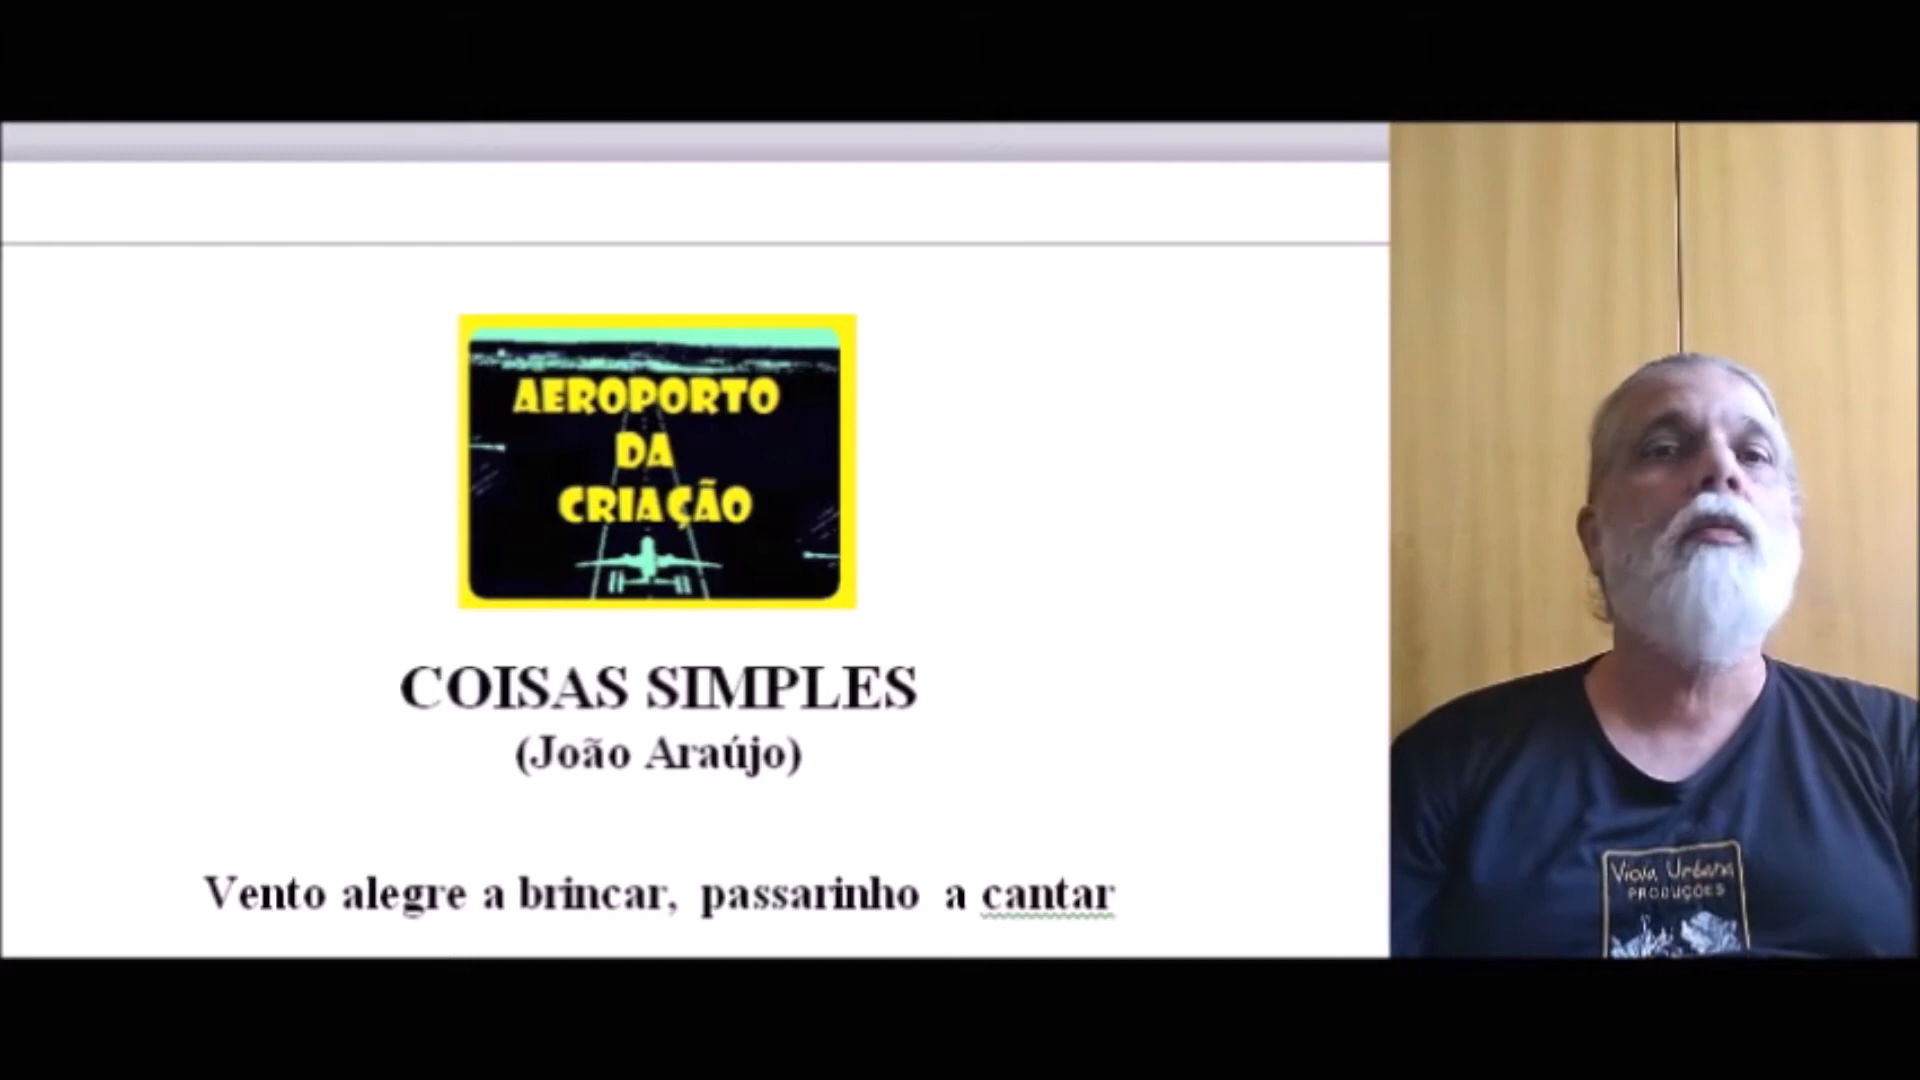 AEROPORTO
DA
CRIAÇÃO
COISAS SIMPLES
(João Araújo)
Vento alegre a brincar, passarinho a cantar
Viola Urbana
PRODUÇÕES